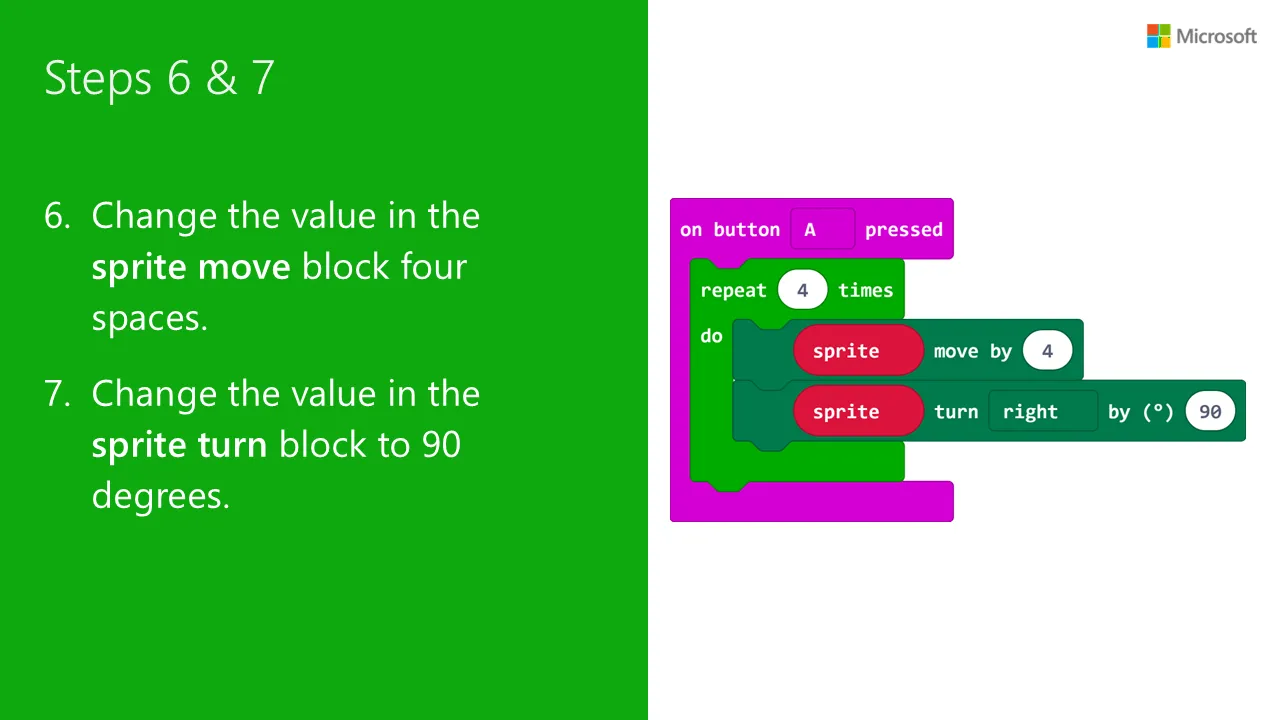 Microsoft
Steps 6 & 7
6. Change the value in the
sprite move block four
spaces.
7. Change the value in the
sprite turn block to 90
degrees.
on button A pressed
repeat 4 times
do
sprite move by 4
sprite turn right by (°) 90